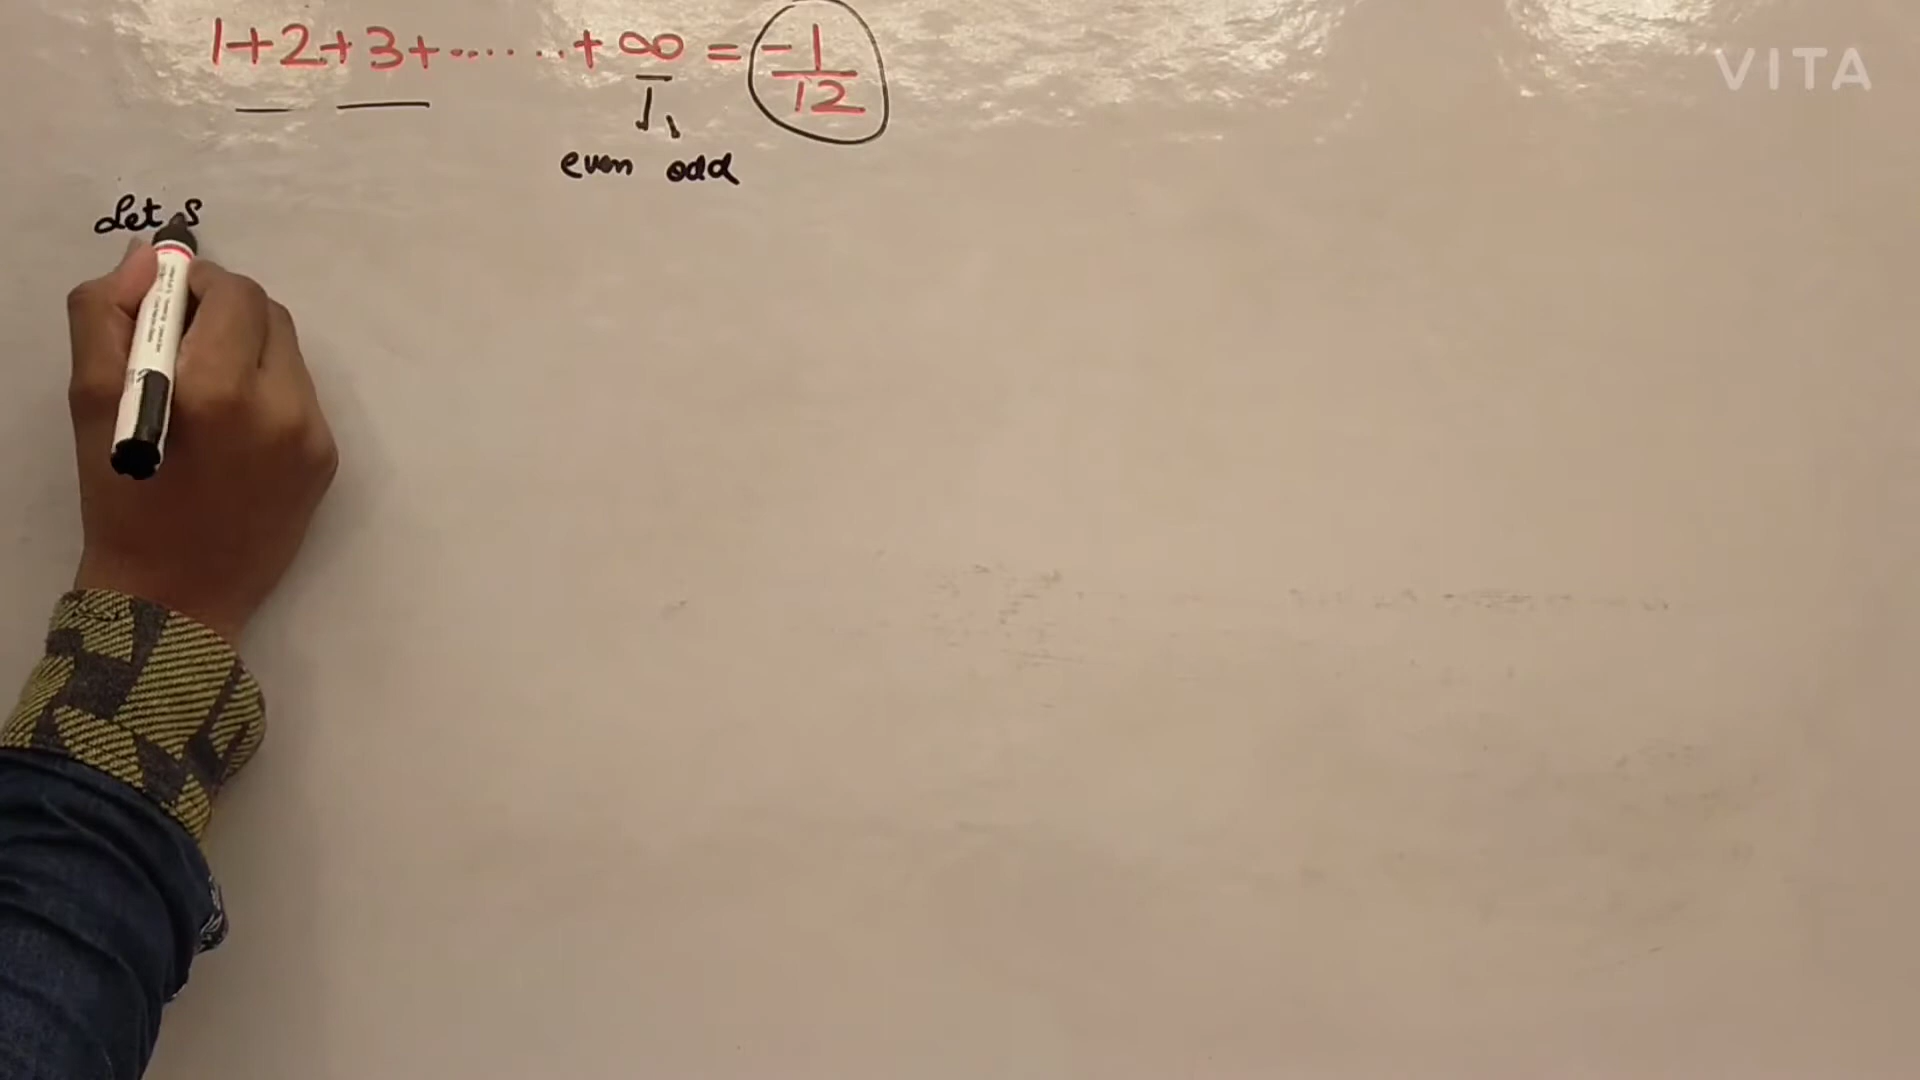 1+2+3+......+∞ = -1/12
VITA
even odd
Let S